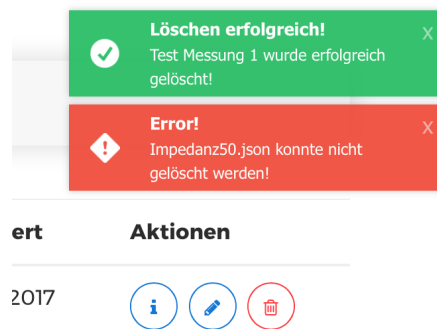 Löschen erfolgreich!
Test Messung 1 wurde erfolgreich
gelöscht!
X
Error!
Impedanz50.json konnte nicht
gelöscht werden!
X
ert
Aktionen
2017